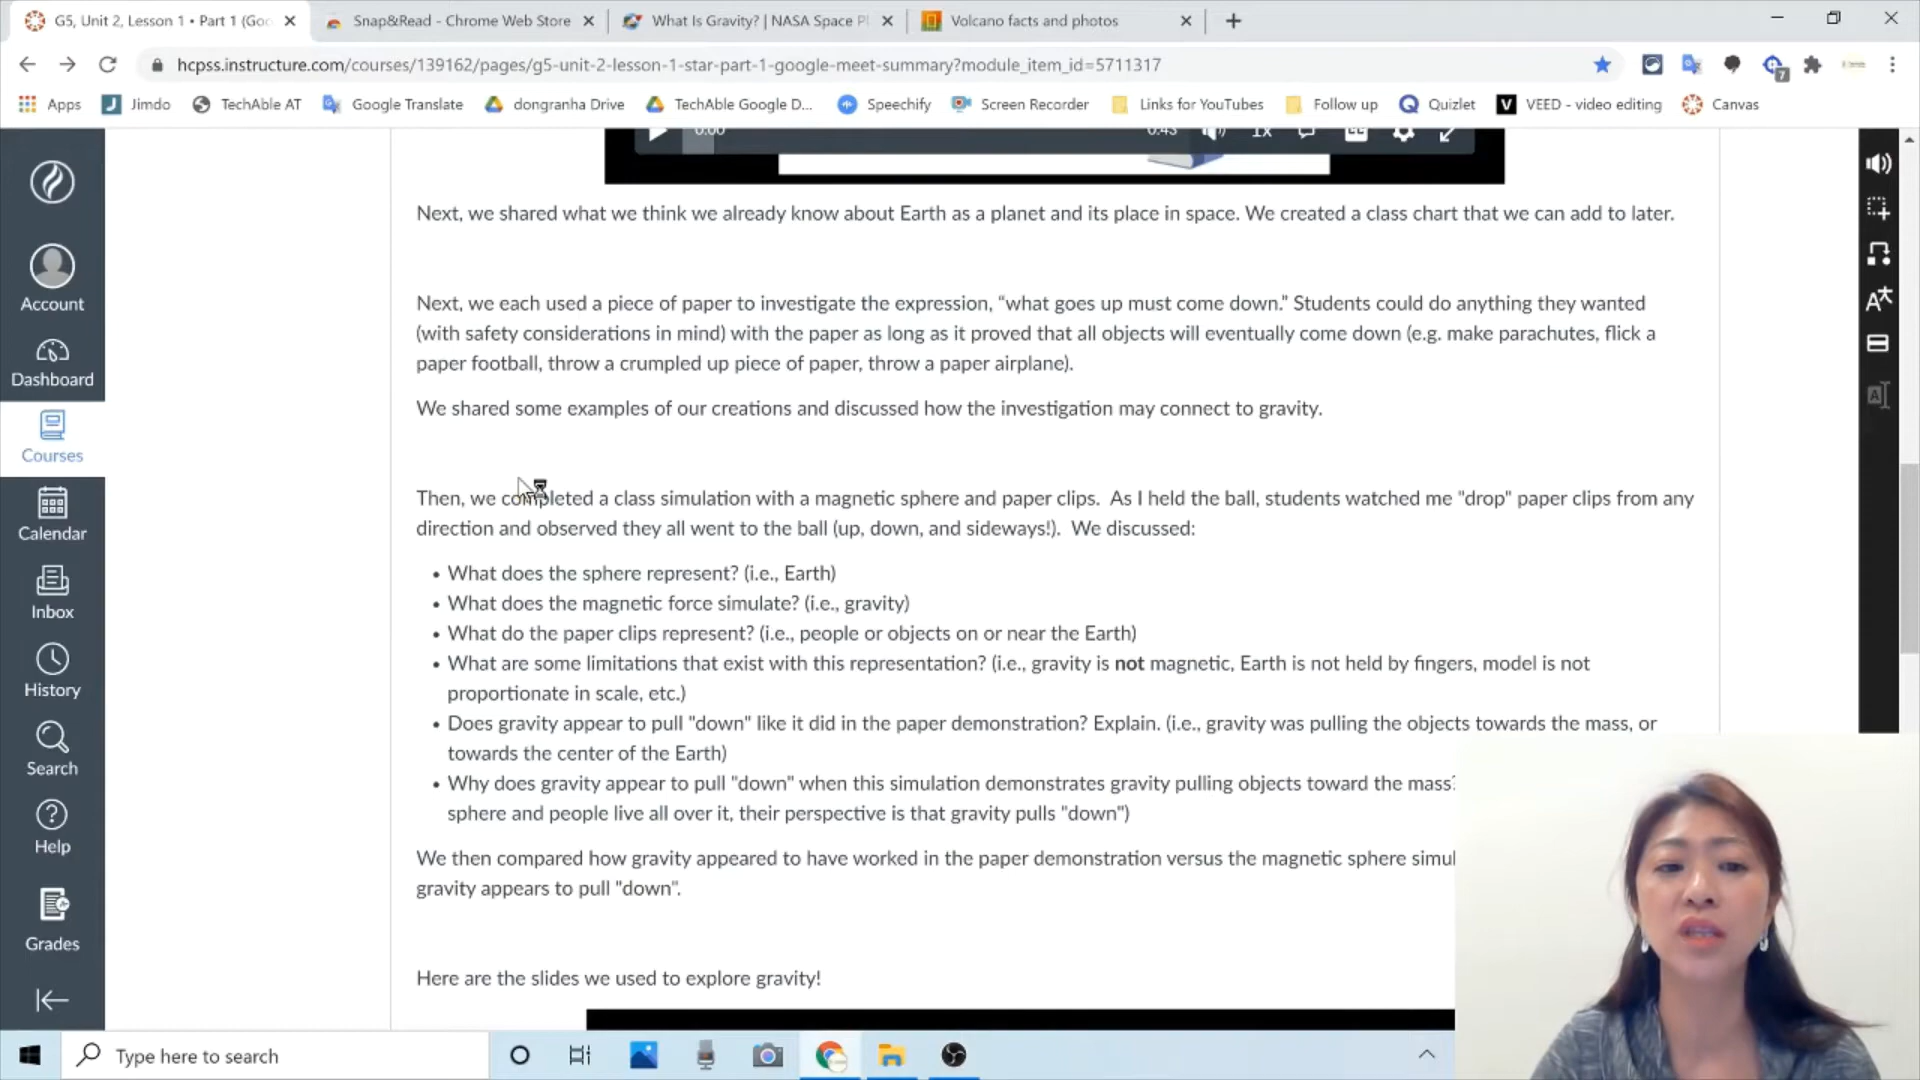 G5, Unit 2, Lesson 1 • Part 1 (Goo
Snap&Read - Chrome Web Store
What Is Gravity? | NASA Space Pl
Volcano facts and photos
hcpss.instructure.com/courses/139162/pages/g5-unit-2-lesson-1-star-part-1-google-meet-summary?module_item_id=5711317
7
Apps
Jimdo
TechAble AT
Google Translate
dongranha Drive
TechAble Google D...
Speechify
Screen Recorder
Links for YouTubes
Follow up
Quizlet
VEED - video editing
Canvas
0:00
0:43
1x
CC
Next, we shared what we think we already know about Earth as a planet and its place in space. We created a class chart that we can add to later.
Next, we each used a piece of paper to investigate the expression, “what goes up must come down.” Students could do anything they wanted
(with safety considerations in mind) with the paper as long as it proved that all objects will eventually come down (e.g. make parachutes, flick a
paper football, throw a crumpled up piece of paper, throw a paper airplane).
We shared some examples of our creations and discussed how the investigation may connect to gravity.
Then, we completed a class simulation with a magnetic sphere and paper clips. As I held the ball, students watched me "drop" paper clips from any
direction and observed they all went to the ball (up, down, and sideways!). We discussed:
• What does the sphere represent? (i.e., Earth)
• What does the magnetic force simulate? (i.e., gravity)
• What do the paper clips represent? (i.e., people or objects on or near the Earth)
• What are some limitations that exist with this representation? (i.e., gravity is not magnetic, Earth is not held by fingers, model is not
proportionate in scale, etc.)
• Does gravity appear to pull "down" like it did in the paper demonstration? Explain. (i.e., gravity was pulling the objects towards the mass, or
towards the center of the Earth)
• Why does gravity appear to pull "down" when this simulation demonstrates gravity pulling objects toward the mass?
sphere and people live all over it, their perspective is that gravity pulls "down")
We then compared how gravity appeared to have worked in the paper demonstration versus the magnetic sphere simul
gravity appears to pull "down".
Here are the slides we used to explore gravity!
Account
Dashboard
Courses
Calendar
Inbox
History
Search
Help
Grades
Type here to search